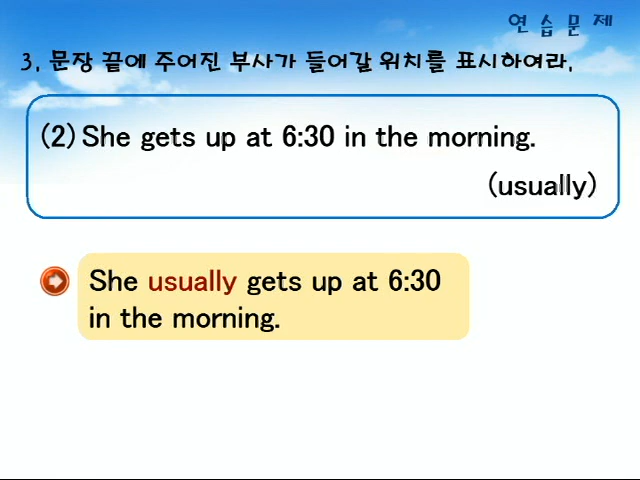 연습문제
3. 문장 끝에 주어진 부사가 들어갈 위치를 표시하여라.
(2) She gets up at 6:30 in the morning.
(usually)
She usually gets up at 6:30
in the morning.